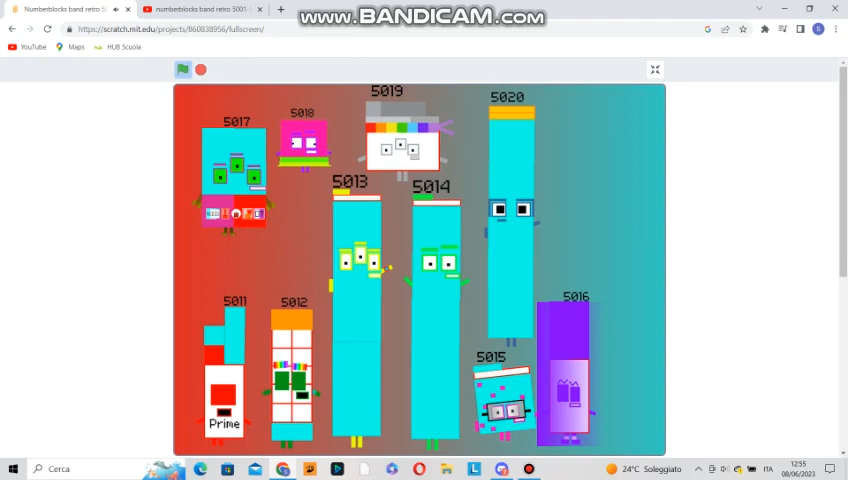 Numberblocks band retro 50
numberblocks band retro 5001-
www.BANDICAM.com
https://scratch.mit.edu/projects/860838956/fullscreen/
YouTube
Maps
HUB Scuola
S
5017
5018
5019
5020
5013
5014
5011
5012
5016
5015
Prime
Cerca
L
24°C Soleggiato
ITA
12:55
08/06/2023